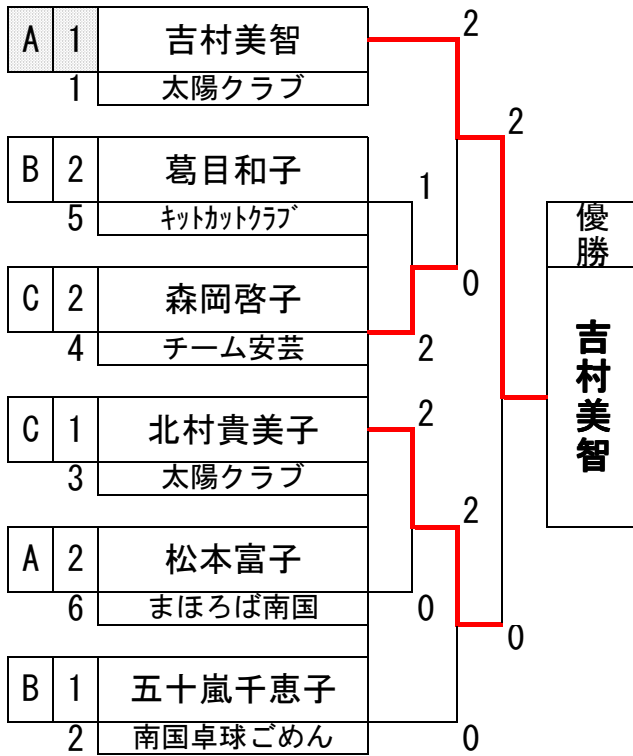 A 1 吉村美智
1 太陽クラブ
B 2 葛目和子
5 ｷｯﾄｶｯﾄｸﾗﾌﾞ
C 2 森岡啓子
4 チーム安芸
C 1 北村貴美子
3 太陽クラブ
A 2 松本富子
6 まほろば南国
B 1 五十嵐千恵子
2 南国卓球ごめん
1
2
2
0
2
0
2
0
2
0
優勝
吉村美智